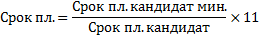 Срок пл. = Срок пл. кандидат мин. / Срок пл. кандидат × 11